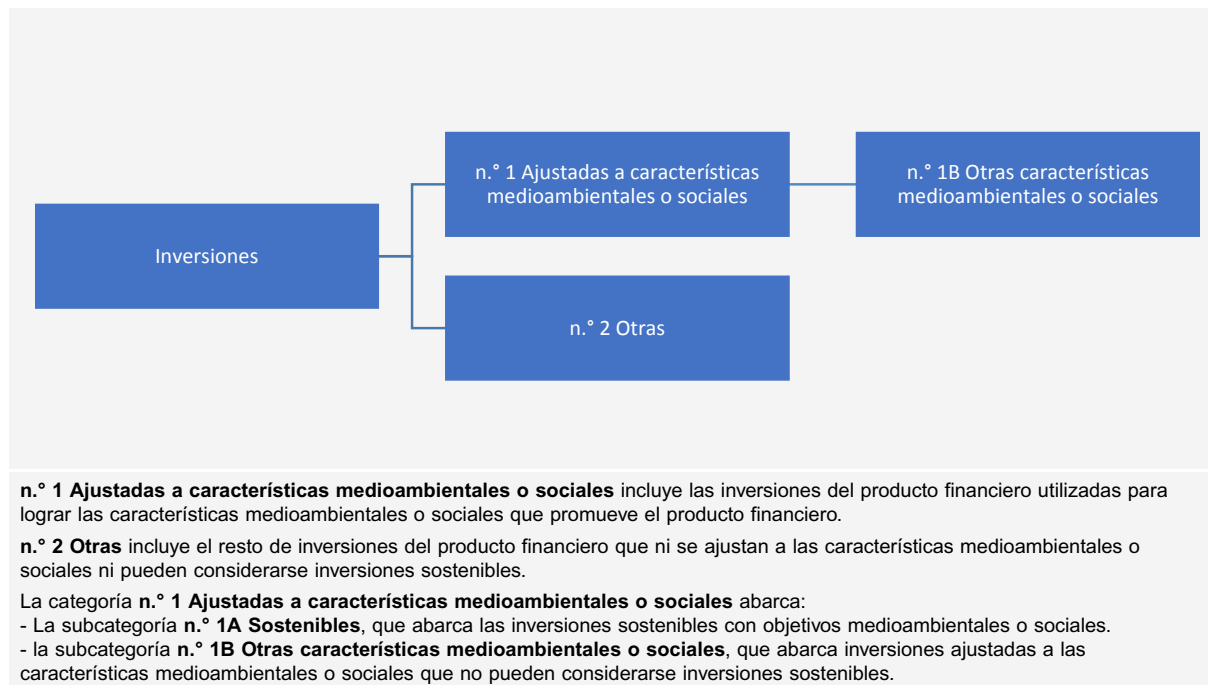 n.° 1 Ajustadas a características
medioambientales o sociales
n.° 1B Otras características
medioambientales o sociales
Inversiones
n.° 2 Otras
n.° 1 Ajustadas a características medioambientales o sociales incluye las inversiones del producto financiero utilizadas para
lograr las características medioambientales o sociales que promueve el producto financiero.
n.° 2 Otras incluye el resto de inversiones del producto financiero que ni se ajustan a las características medioambientales o
sociales ni pueden considerarse inversiones sostenibles.
La categoría n.° 1 Ajustadas a características medioambientales o sociales abarca:
- La subcategoría n.° 1A Sostenibles, que abarca las inversiones sostenibles con objetivos medioambientales o sociales.
- la subcategoría n.° 1B Otras características medioambientales o sociales, que abarca inversiones ajustadas a las
características medioambientales o sociales que no pueden considerarse inversiones sostenibles.